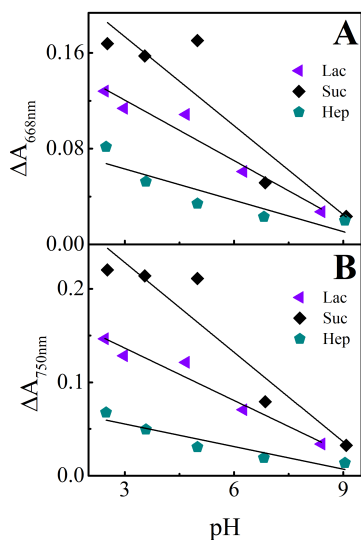 A
0.16
0.08
0.00
ΔA668nm
Lac
Suc
Hep
B
0.2
0.1
0.0
ΔA750nm
Lac
Suc
Hep
3 6 9
pH